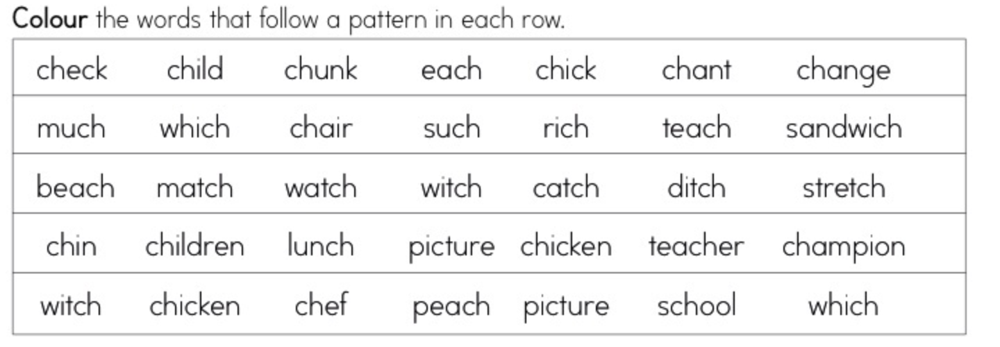 Colour the words that follow a pattern in each row.
check child chunk each chick chant change
much which chair such rich teach sandwich
beach match watch witch catch ditch stretch
chin children lunch picture chicken teacher champion
witch chicken chef peach picture school which